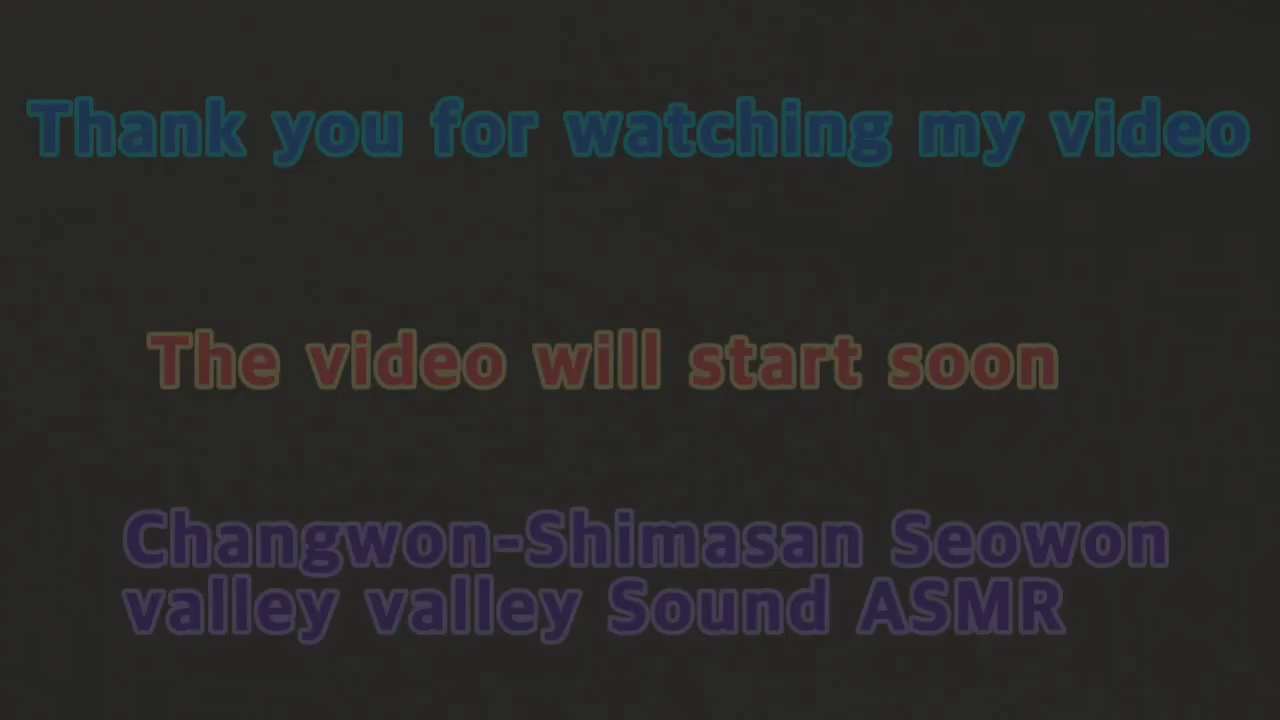 Thank you for watching my video
The video will start soon
Changwon-Shimasan Seowon
valley valley Sound ASMR